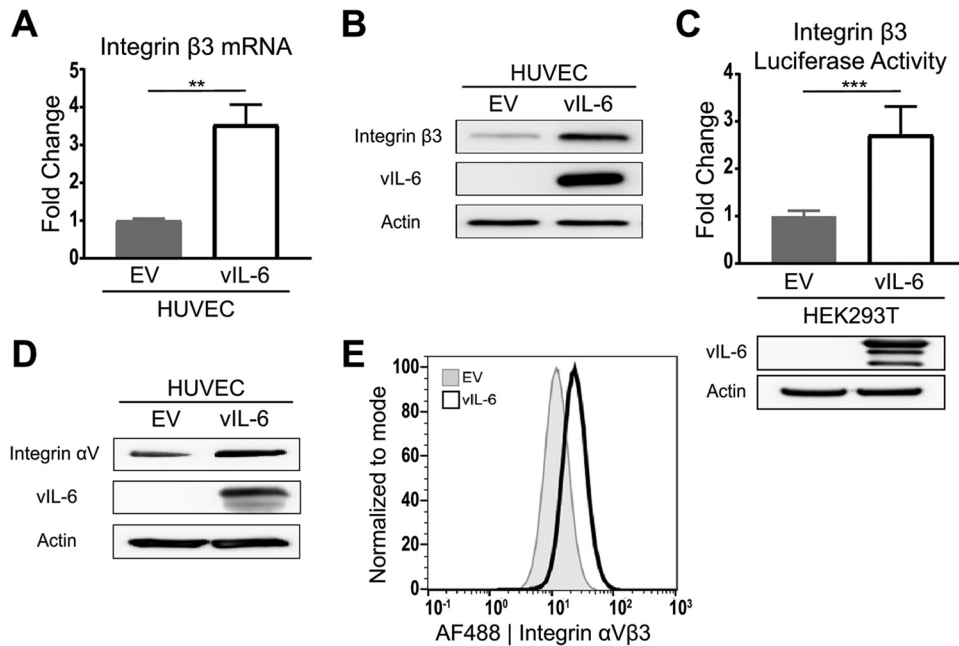 A
Integrin β3 mRNA
Fold Change
5
4
3
2
1
0
**
EV
vIL-6
HUVEC
B
HUVEC
EV
vIL-6
Integrin β3
vIL-6
Actin
C
Integrin β3
Luciferase Activity
Fold Change
4
3
2
1
0
***
EV
vIL-6
HEK293T
vIL-6
Actin
D
HUVEC
EV
vIL-6
Integrin αV
vIL-6
Actin
E
EV
vIL-6
Normalized to mode
100
80
60
40
20
0
10-1
100
101
102
103
AF488 | Integrin αVβ3